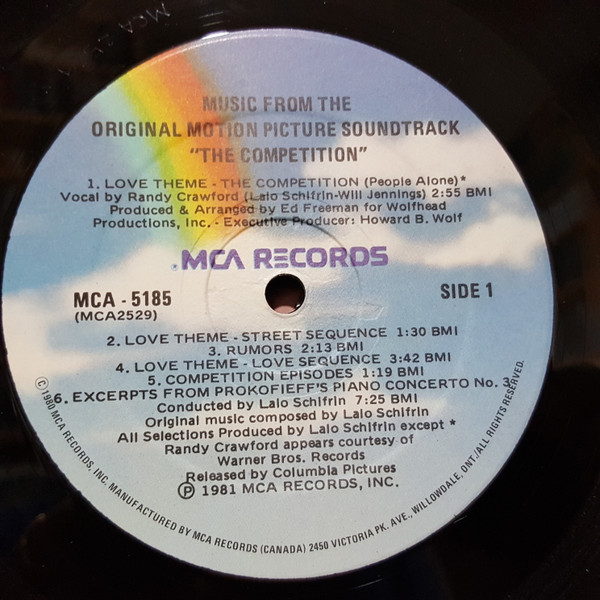 MUSIC FROM THE
ORIGINAL MOTION PICTURE SOUNDTRACK
"THE COMPETITION"
1. LOVE THEME - THE COMPETITION (People Alone)*
Vocal by Randy Crawford (Lalo Schifrin-Will Jennings) 2:55 BMI
Produced & Arranged by Ed Freeman for Wolfhead
Productions, Inc. - Executive Producer: Howard B. Wolf
MCA RECORDS
MCA - 5185
(MCA2529)
SIDE 1
2. LOVE THEME - STREET SEQUENCE 1:30 BMI
3. RUMORS 2:13 BMI
4. LOVE THEME - LOVE SEQUENCE 3:42 BMI
5. COMPETITION EPISODES 1:19 BMI
6. EXCERPTS FROM PROKOFIEFF'S PIANO CONCERTO No. 3
Conducted by Lalo Schifrin 7:25 BMI
Original music composed by Lalo Schifrin
All Selections Produced by Lalo Schifrin except *
Randy Crawford appears courtesy of
Warner Bros. Records
Released by Columbia Pictures
℗ 1981 MCA RECORDS, INC.
© 1980 MCA RECORDS, INC. MANUFACTURED BY MCA RECORDS (CANADA) 2450 VICTORIA PK. AVE., WILLOWDALE, ONT./ALL RIGHTS RESERVED.